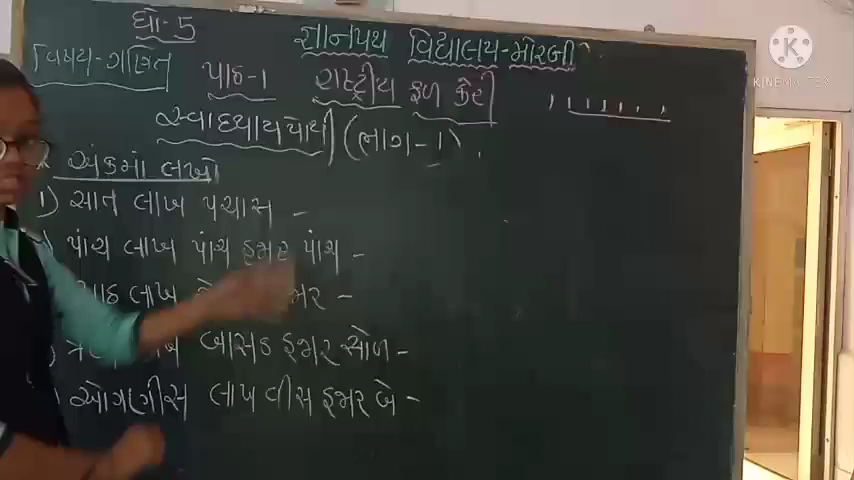 ધો-5
જ્ઞાનપથ વિદ્યાલય-મોરબી
વિષય-ગણિત
પાઠ-1 રાષ્ટ્રીય ફળ કેરી
સ્વાધ્યાયપોથી (ભાગ-1)
અંકમાં લખો
1) સાત લાખ પચાસ -
પાંચ લાખ પાંચ હજાર પાંચ -
આઠ લાખ
લાખ બાસઠ હજાર સોળ -
ઓગણીસ લાખ વીસ હજાર બે -
KINEMASTER